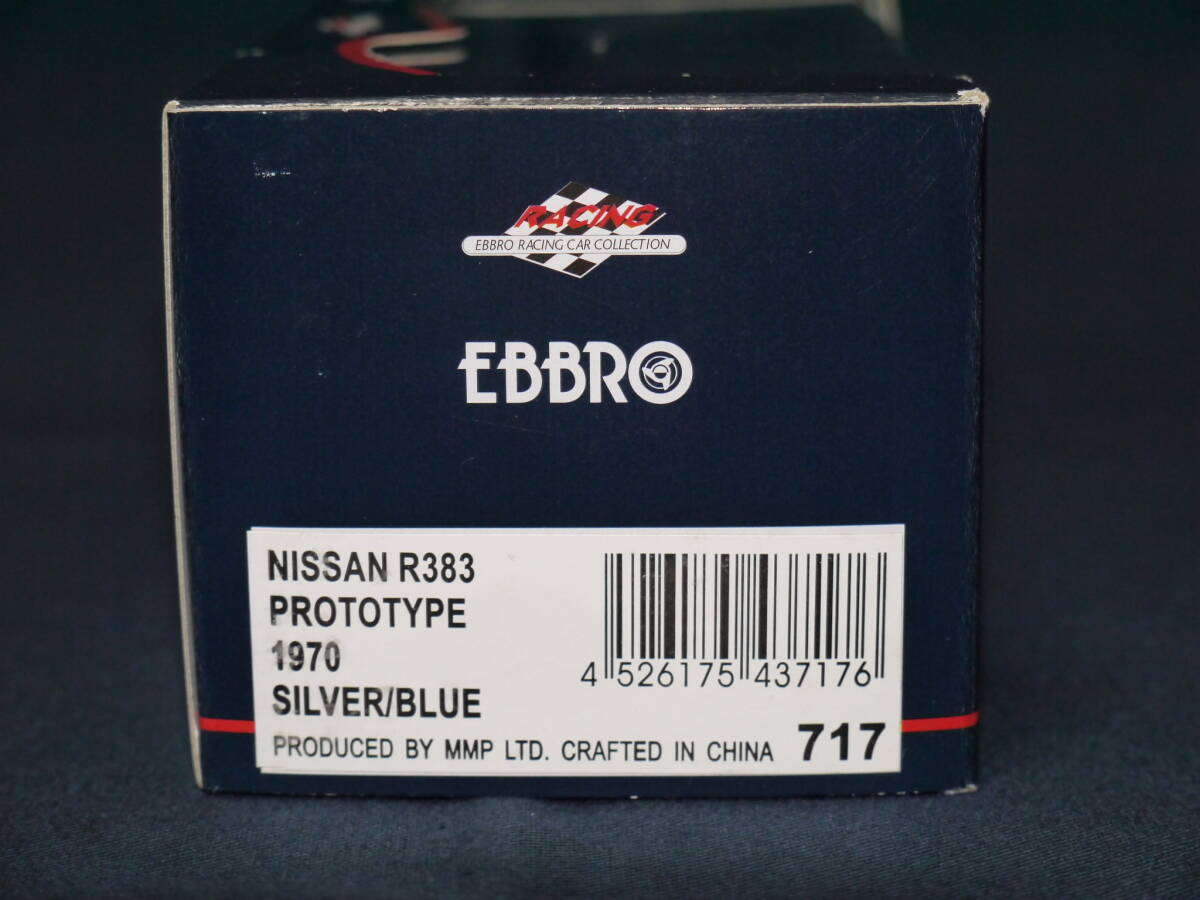 RACING
EBBRO RACING CAR COLLECTION
EBBRO
NISSAN R383
PROTOTYPE
1970
SILVER/BLUE
4 526175 437176
PRODUCED BY MMP LTD. CRAFTED IN CHINA 717